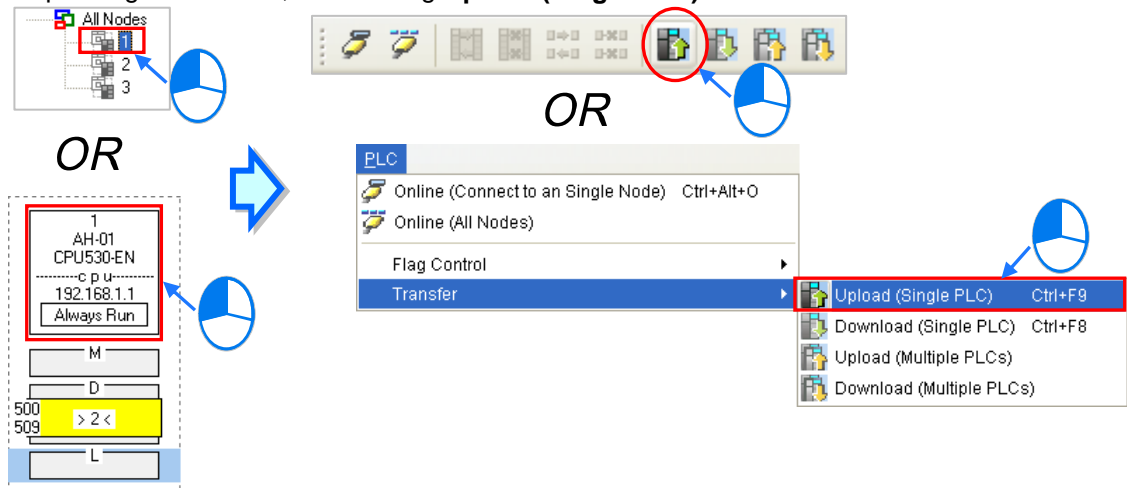 All Nodes
1
2
3
OR
1
AH-01
CPU530-EN
---------c p u---------
192.168.1.1
Always Run
M
D
500
509
> 2 <
L
OR
PLC
Online (Connect to an Single Node) Ctrl+Alt+O
Online (All Nodes)
Flag Control
Transfer
Upload (Single PLC) Ctrl+F9
Download (Single PLC) Ctrl+F8
Upload (Multiple PLCs)
Download (Multiple PLCs)